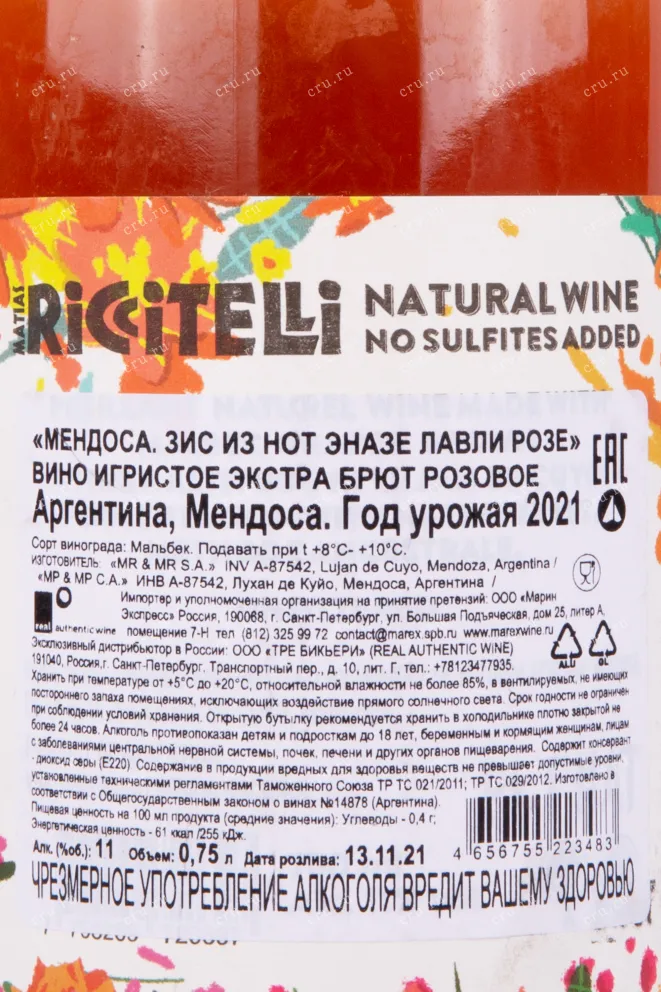 MATIAS
RICCITELLI
NATURAL WINE
NO SULFITES ADDED
«МЕНДОСА. ЗИС ИЗ НОТ ЭНАЗЕ ЛАВЛИ РОЗЕ»
ВИНО ИГРИСТОЕ ЭКСТРА БРЮТ РОЗОВОЕ
Аргентина, Мендоса. Год урожая 2021
EAC
Сорт винограда: Мальбек. Подавать при t +8°C- +10°C.
ИЗГОТОВИТЕЛЬ: «MR & MR S.A.» INV A-87542, Lujan de Cuyo, Mendoza, Argentina /
«МР & МР С.А.» ИНВ А-87542, Лухан де Куйо, Мендоса, Аргентина /
Импортер и уполномоченная организация на принятие претензий: ООО «Марин
Экспресс» Россия, 190068, г. Санкт-Петербург, ул. Большая Подъяческая, дом 25, литер А,
real
authentic wine
помещение 7-Н тел (812) 325 99 72 contact@marex.spb.ru www.marexwine.ru
Эксклюзивный дистрибьютор в России: ООО «ТРЕ БИКЬЕРИ» (REAL AUTHENTIC WINE)
ALU
GL
191040, Россия,г. Санкт-Петербург. Транспортный пер., д. 10, лит. Г, тел.: +78123477935.
Хранить при температуре от +5°С до +20°С, относительной влажности не более 85%, в вентилируемых, не имеющих
постороннего запаха помещениях, исключающих воздействие прямого солнечного света. Срок годности не ограничен
при соблюдении условий хранения. Открытую бутылку рекомендуется хранить в холодильнике плотно закрытой не
более 24 часов. Алкоголь противопоказан детям и подросткам до 18 лет, беременным и кормящим женщинам, лицам
с заболеваниями центральной нервной системы, почек, печени и других органов пищеварения. Содержит консервант
- диоксид серы (Е220) Содержание в продукции вредных для здоровья веществ не превышает допустимые уровни,
установленные техническими регламентами Таможенного Союза ТР ТС 021/2011; ТР ТС 029/2012. Изготовлено в
соответствии с Общегосударственным законом о винах №14878 (Аргентина).
Пищевая ценность на 100 мл продукта (средние значения): Углеводы - 0,4 г;
Энергетическая ценность - 61 ккал /255 кДж.
Алк. (%об.): 11 Объем: 0,75 л Дата розлива: 13.11.21
4 656755 223483
ЧРЕЗМЕРНОЕ УПОТРЕБЛЕНИЕ АЛКОГОЛЯ ВРЕДИТ ВАШЕМУ ЗДОРОВЬЮ
cru.ru